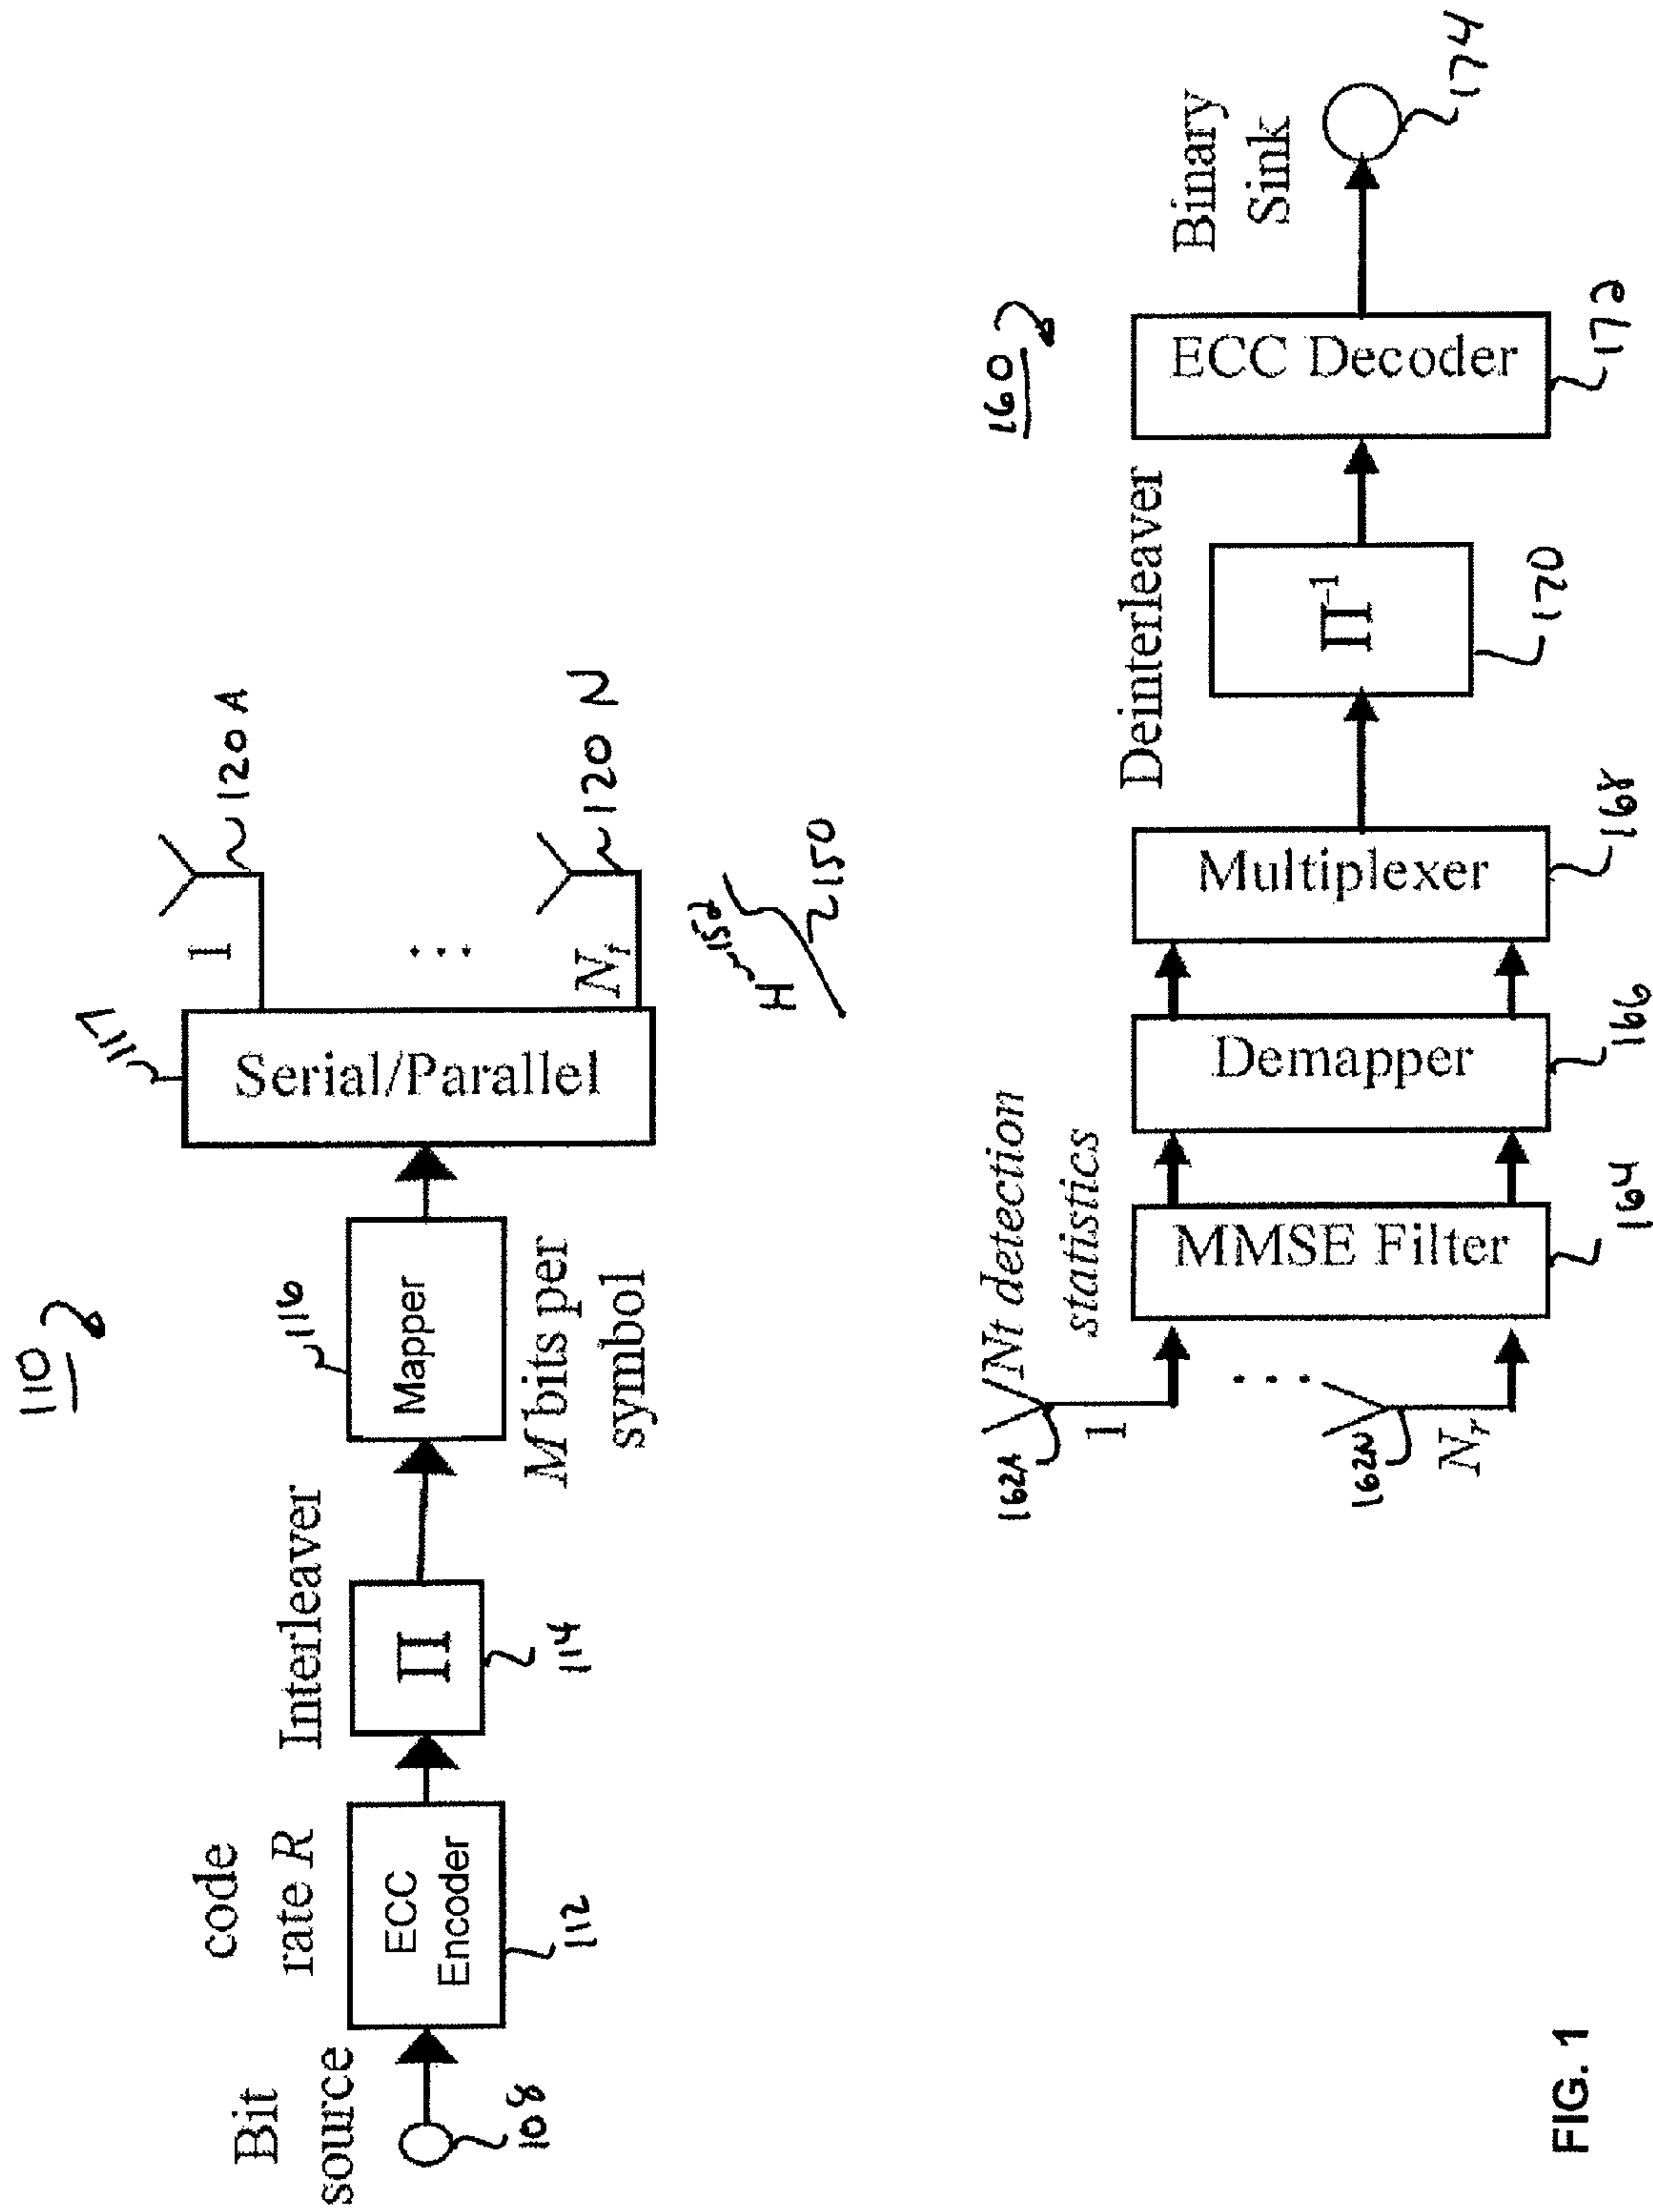 110
Bit
source
108
code
rate R
ECC
Encoder
112
Interleaver
Π
114
116
Mapper
M bits per
symbol
117
Serial/Parallel
1
120A
...
Nt
120 N
H
152
150
160
162A
1
Nt detection
statistics
...
162N
Nr
MMSE Filter
164
Demapper
166
Multiplexer
168
Deinterleaver
Π-1
170
ECC Decoder
172
Binary
Sink
174
FIG. 1